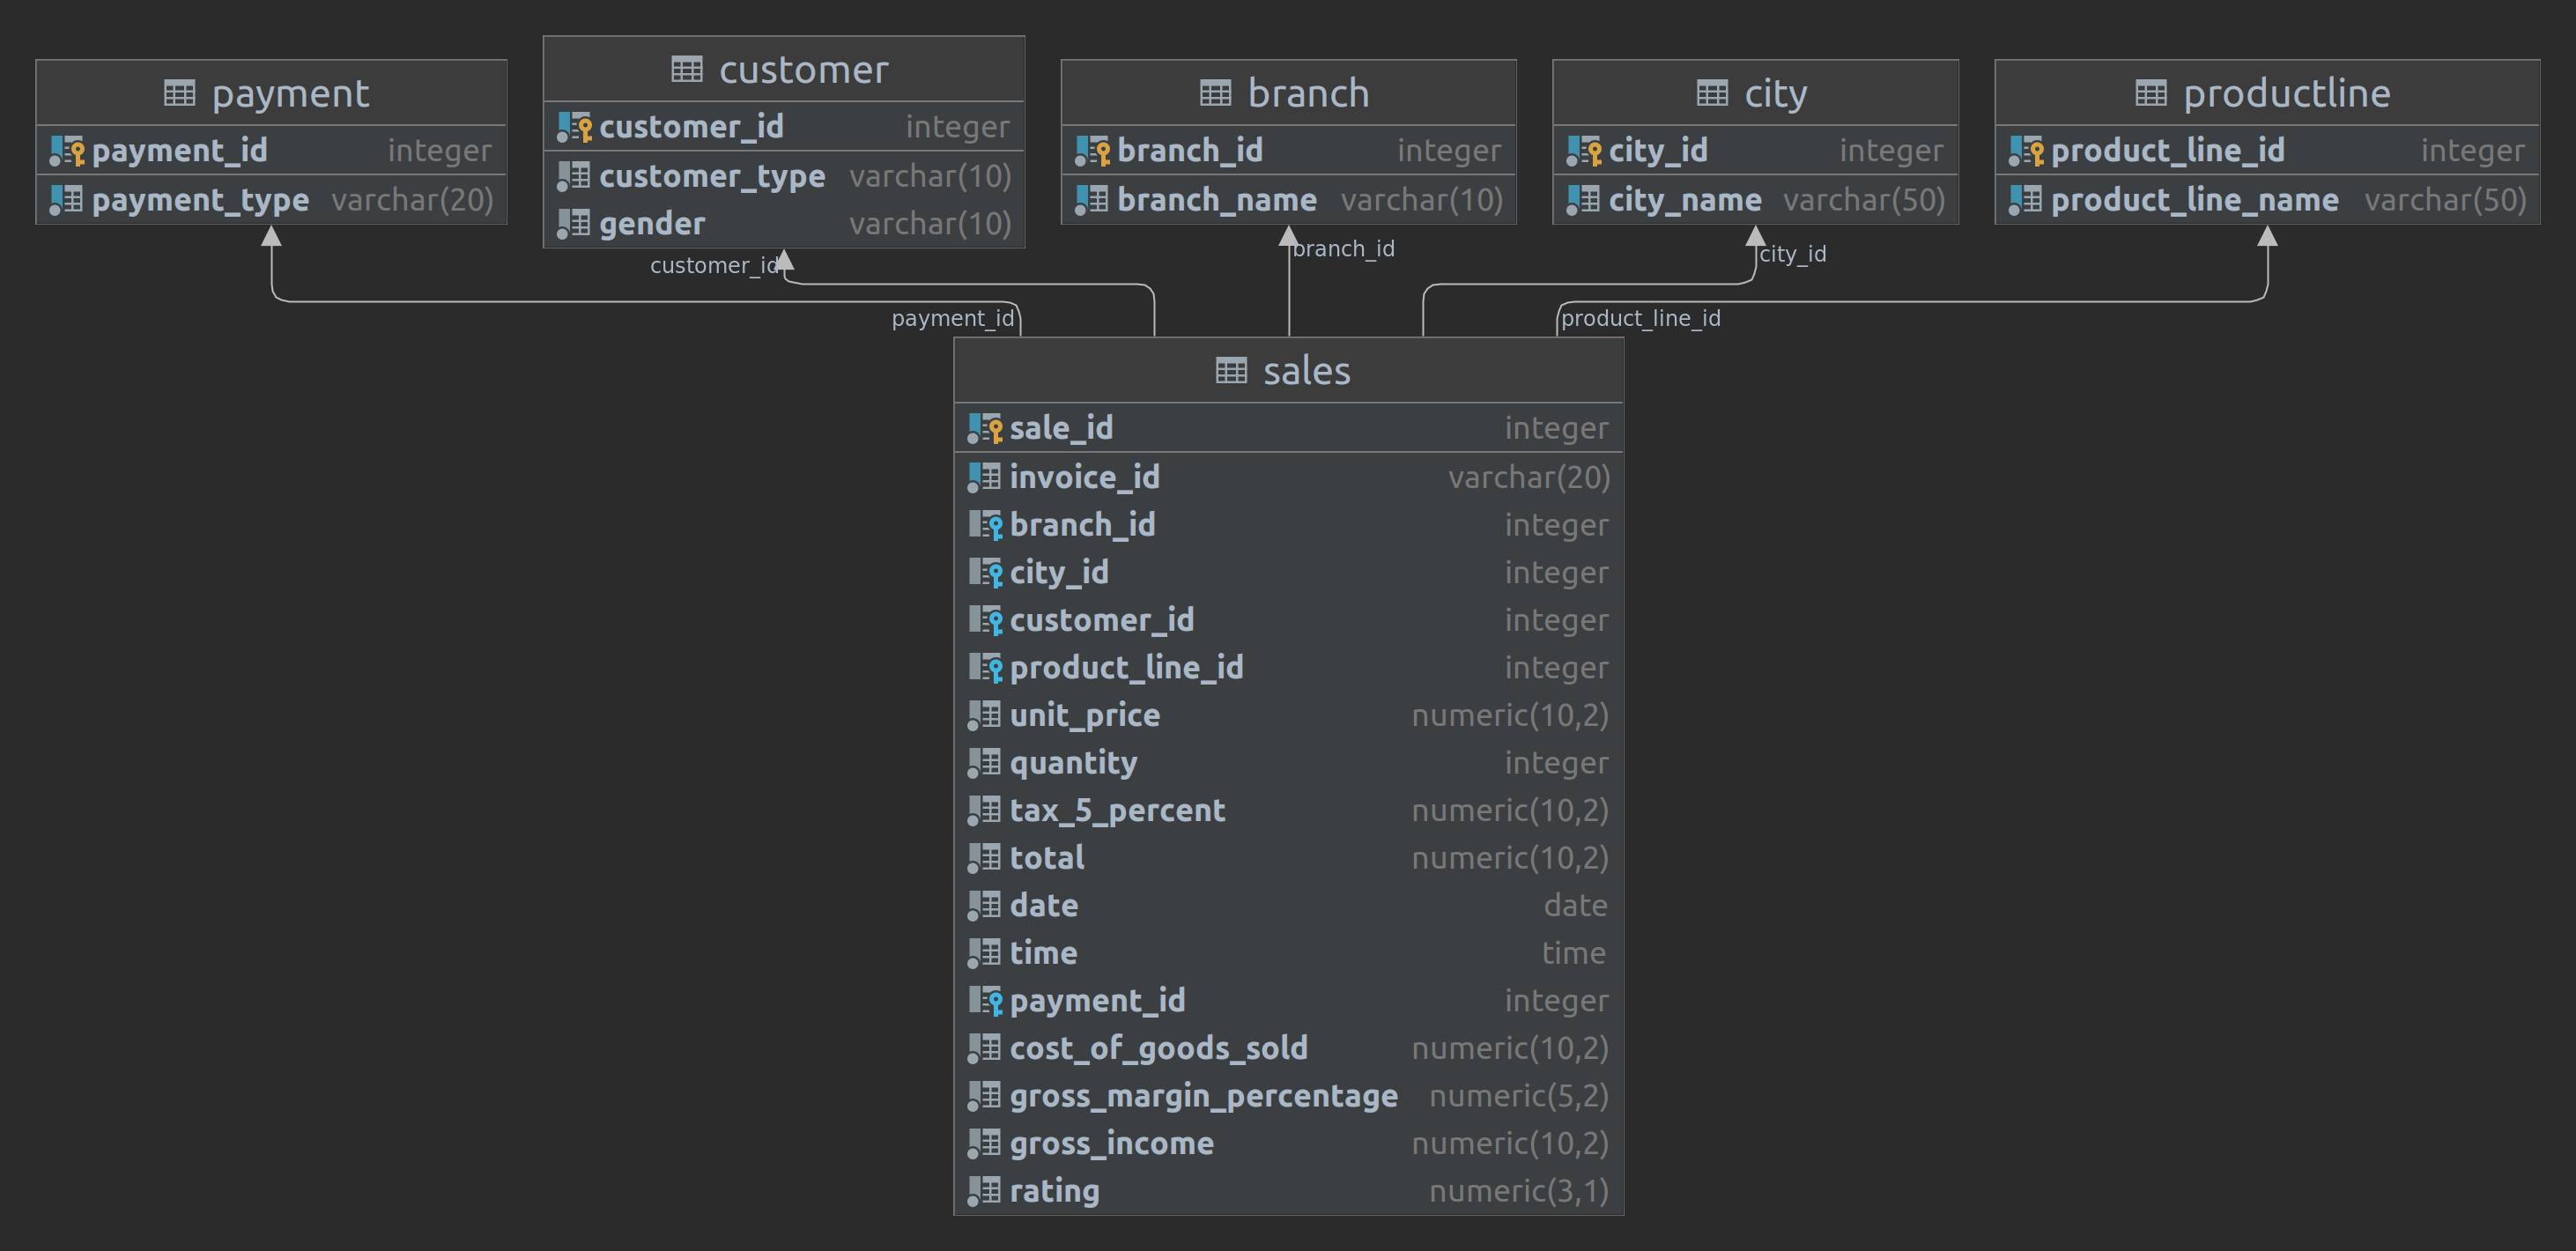 payment
payment_id integer
payment_type varchar(20)
customer
customer_id integer
customer_type varchar(10)
gender varchar(10)
branch
branch_id integer
branch_name varchar(10)
city
city_id integer
city_name varchar(50)
productline
product_line_id integer
product_line_name varchar(50)
customer_id
branch_id
city_id
payment_id
product_line_id
sales
sale_id integer
invoice_id varchar(20)
branch_id integer
city_id integer
customer_id integer
product_line_id integer
unit_price numeric(10,2)
quantity integer
tax_5_percent numeric(10,2)
total numeric(10,2)
date date
time time
payment_id integer
cost_of_goods_sold numeric(10,2)
gross_margin_percentage numeric(5,2)
gross_income numeric(10,2)
rating numeric(3,1)